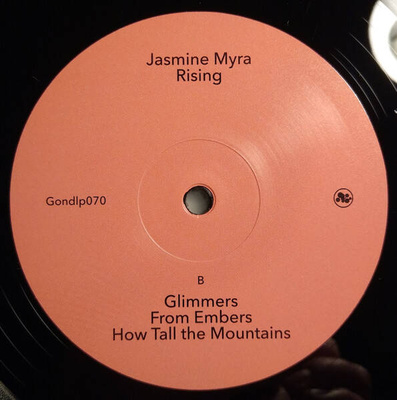 Jasmine Myra
Rising
Gondlp070
B
Glimmers
From Embers
How Tall the Mountains